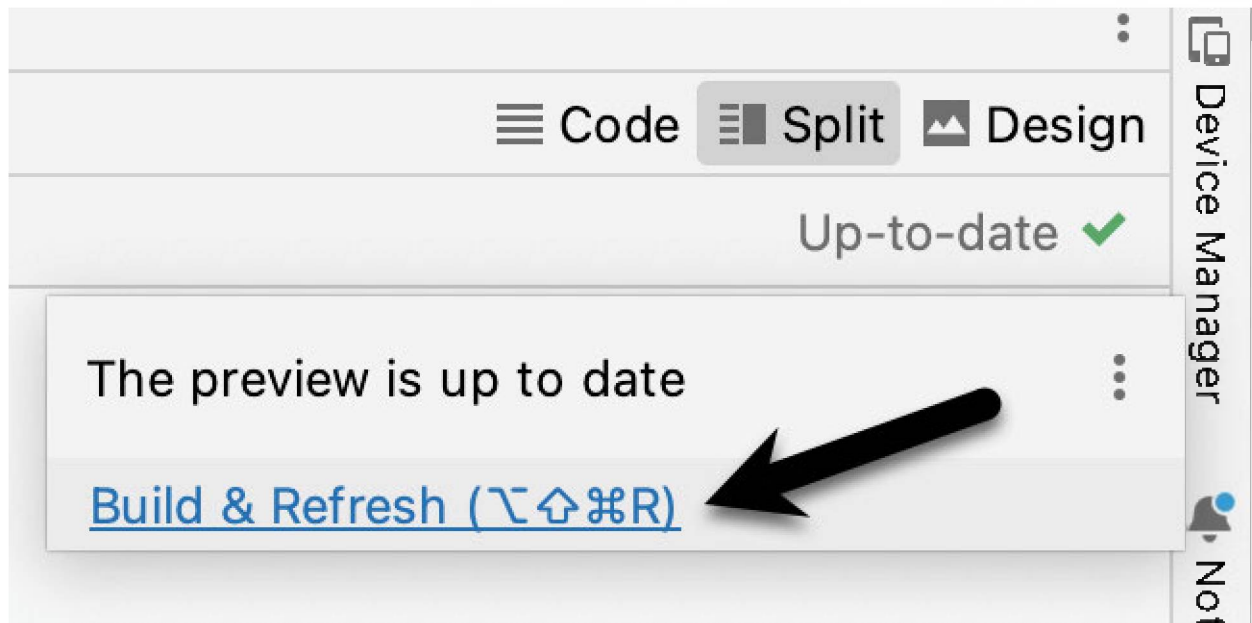 Code Split Design
Up-to-date
The preview is up to date
Build & Refresh (⌥⇧⌘R)
Device Manager